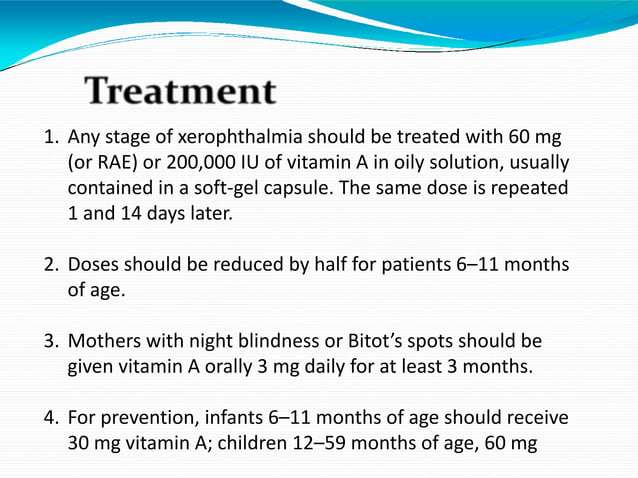 Treatment
1. Any stage of xerophthalmia should be treated with 60 mg
(or RAE) or 200,000 IU of vitamin A in oily solution, usually
contained in a soft-gel capsule. The same dose is repeated
1 and 14 days later.
2. Doses should be reduced by half for patients 6–11 months
of age.
3. Mothers with night blindness or Bitot’s spots should be
given vitamin A orally 3 mg daily for at least 3 months.
4. For prevention, infants 6–11 months of age should receive
30 mg vitamin A; children 12–59 months of age, 60 mg